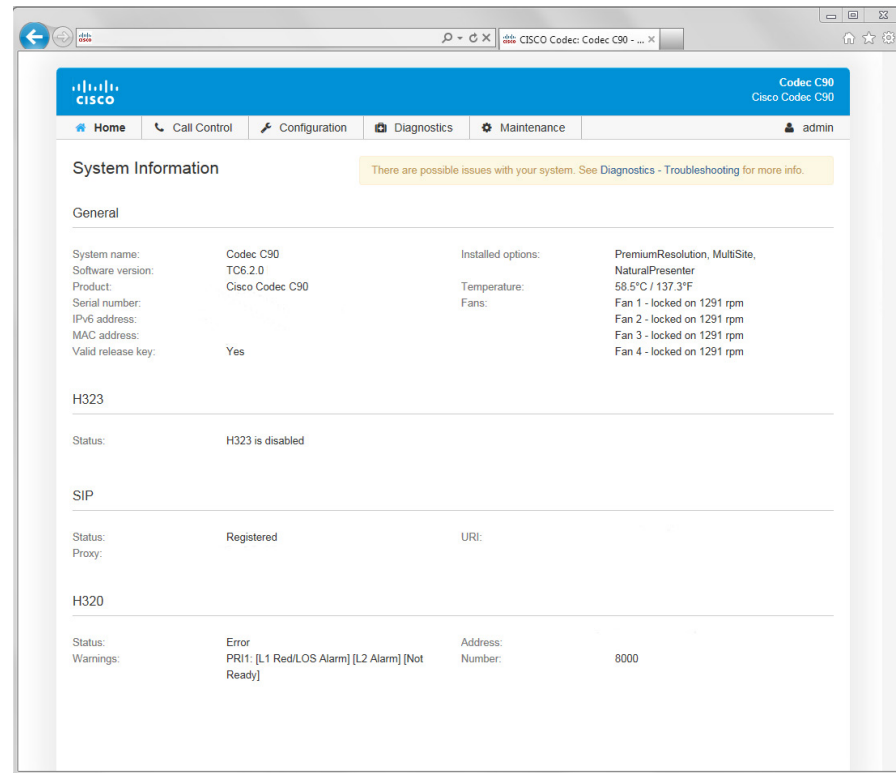 CISCO Codec: Codec C90 - ...
cisco
Codec C90
Cisco Codec C90
Home Call Control Configuration Diagnostics Maintenance admin
System Information
There are possible issues with your system. See Diagnostics - Troubleshooting for more info.
General
System name: Codec C90
Software version: TC6.2.0
Product: Cisco Codec C90
Serial number:
IPv6 address:
MAC address:
Valid release key: Yes
Installed options: PremiumResolution, MultiSite,
NaturalPresenter
Temperature: 58.5°C / 137.3°F
Fans: Fan 1 - locked on 1291 rpm
Fan 2 - locked on 1291 rpm
Fan 3 - locked on 1291 rpm
Fan 4 - locked on 1291 rpm
H323
Status: H323 is disabled
SIP
Status: Registered URI:
Proxy:
H320
Status: Error
Warnings: PRI1: [L1 Red/LOS Alarm] [L2 Alarm] [Not
Ready]
Address:
Number: 8000